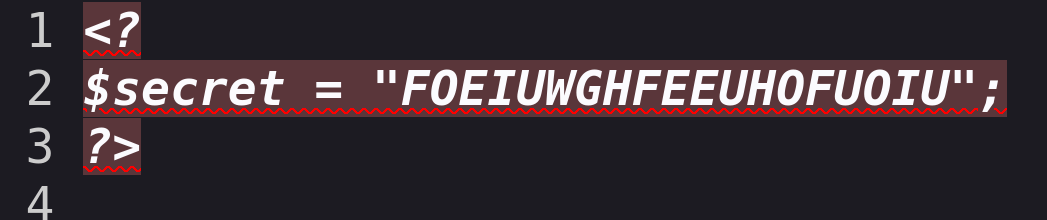 1 <?
2 $secret = "FOEIUWGHFEEUHOFUOIU";
3 ?>
4